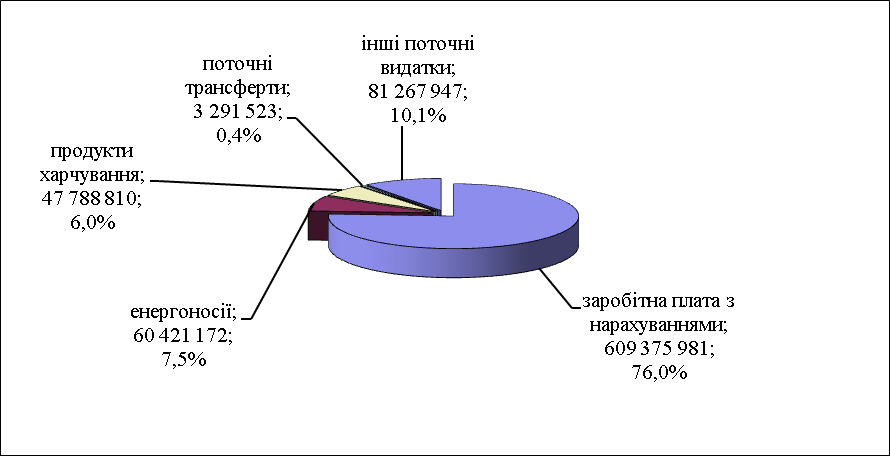 інші поточні
видатки;
81 267 947;
10,1%
поточні
трансферти;
3 291 523;
0,4%
продукти
харчування;
47 788 810;
6,0%
енергоносії;
60 421 172;
7,5%
заробітна плата з
нарахуваннями;
609 375 981;
76,0%